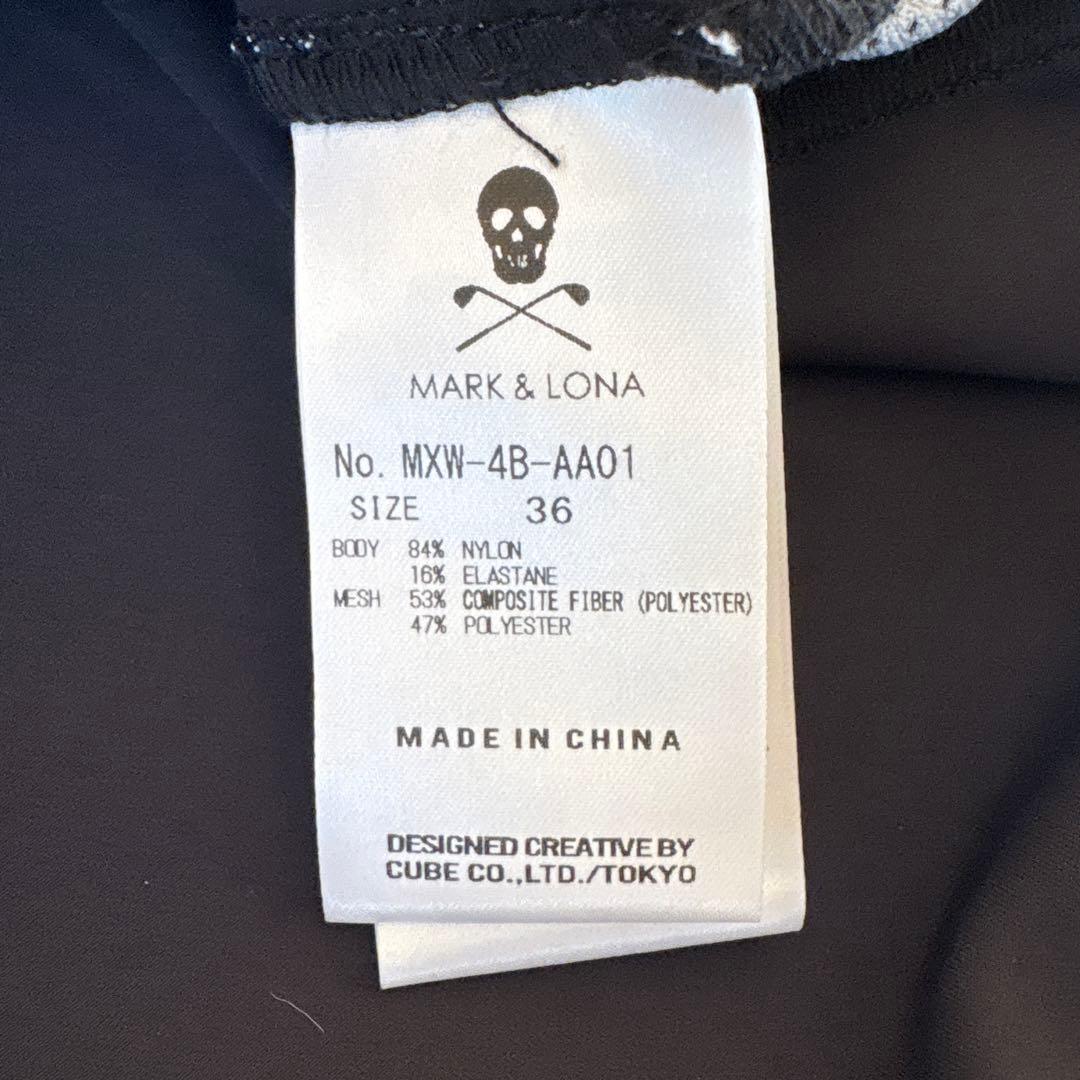 MARK & LONA
No. MXW-4B-AA01
SIZE 36
BODY 84% NYLON
16% ELASTANE
MESH 53% COMPOSITE FIBER (POLYESTER)
47% POLYESTER
MADE IN CHINA
DESIGNED CREATIVE BY
CUBE CO.,LTD./TOKYO